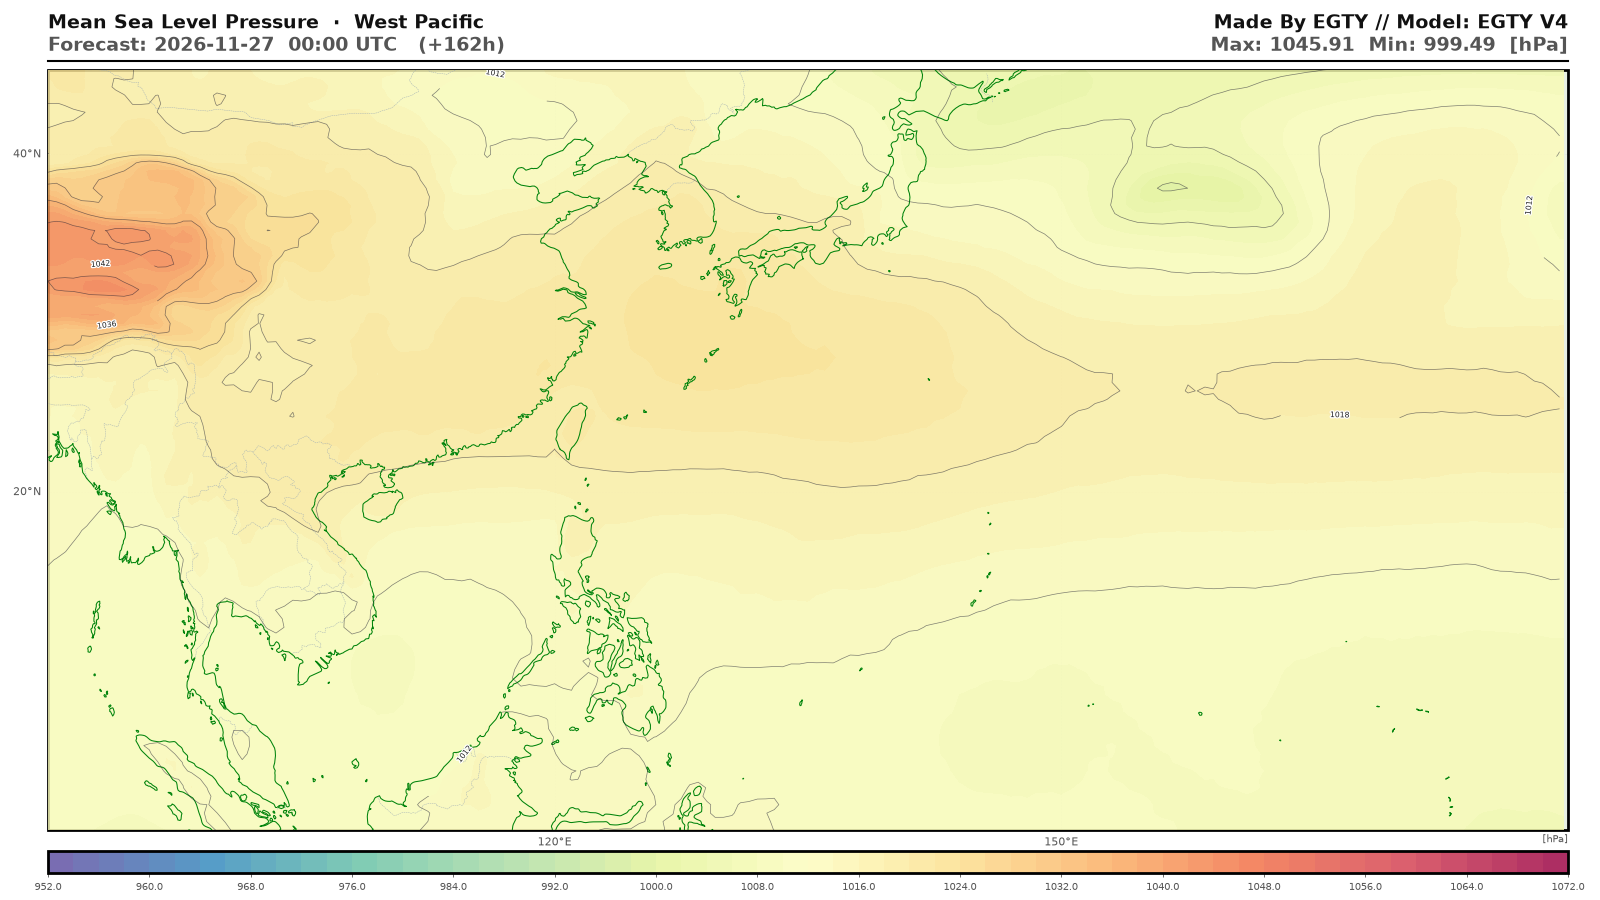 Mean Sea Level Pressure · West Pacific
Made By EGTY // Model: EGTY V4
Forecast: 2026-11-27 00:00 UTC (+162h)
Max: 1045.91 Min: 999.49 [hPa]
1012
40°N
1012
1042
1036
1018
20°N
1012
120°E
150°E
[hPa]
952.0 960.0 968.0 976.0 984.0 992.0 1000.0 1008.0 1016.0 1024.0 1032.0 1040.0 1048.0 1056.0 1064.0 1072.0